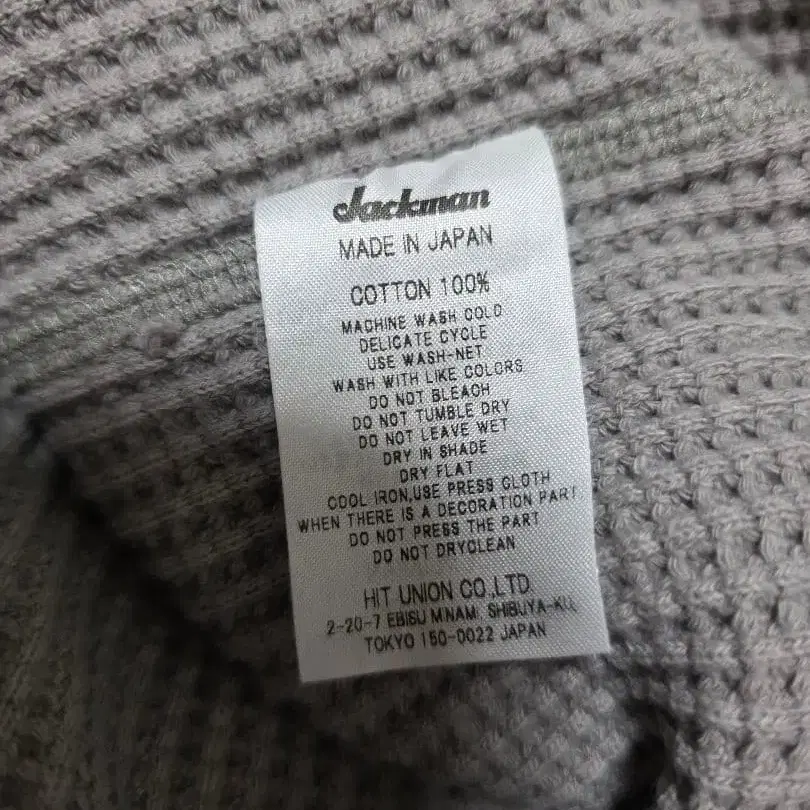 Jackman
MADE IN JAPAN
COTTON 100%
MACHINE WASH COLD
DELICATE CYCLE
USE WASH-NET
WASH WITH LIKE COLORS
DO NOT BLEACH
DO NOT TUMBLE DRY
DO NOT LEAVE WET
DRY IN SHADE
DRY FLAT
COOL IRON,USE PRESS CLOTH
WHEN THERE IS A DECORATION PART
DO NOT PRESS THE PART
DO NOT DRYCLEAN
HIT UNION CO.,LTD.
2-20-7 EBISU MINAMI, SHIBUYA-KU,
TOKYO 150-0022 JAPAN